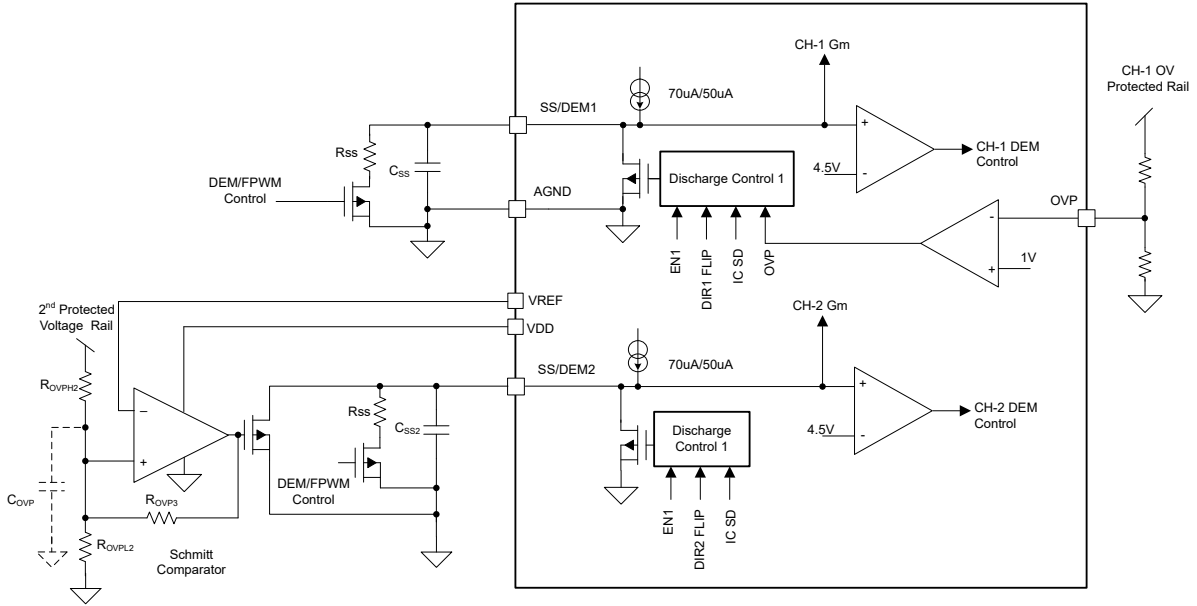 CH-1 Gm
CH-1 OV
Protected Rail
70uA/50uA
SS/DEM1
+
4.5V
-
CH-1 DEM
Control
Rss
CSS
DEM/FPWM
Control
AGND
Discharge Control 1
EN1
DIR1 FLIP
IC SD
OVP
OVP
-
+
1V
2nd Protected
Voltage Rail
VREF
VDD
CH-2 Gm
SS/DEM2
70uA/50uA
ROVPH2
−
+
Rss
CSS2
+
4.5V
-
CH-2 DEM
Control
Discharge
Control 1
DEM/FPWM
Control
COVP
ROVP3
ROVPL2
Schmitt
Comparator
EN1
DIR2 FLIP
IC SD